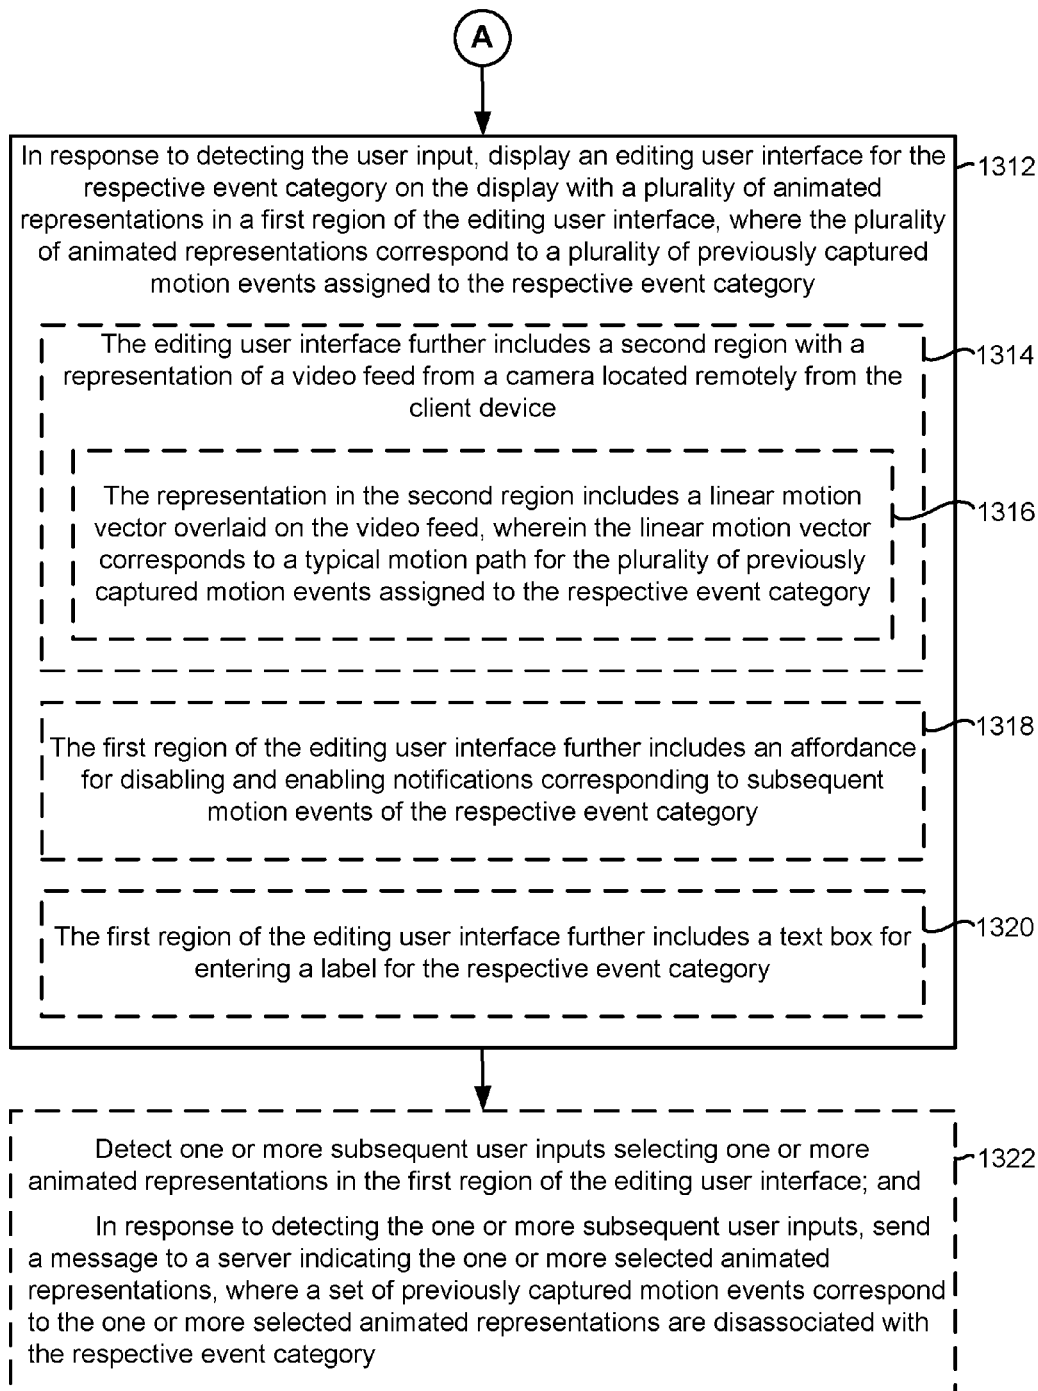 A
In response to detecting the user input, display an editing user interface for the
respective event category on the display with a plurality of animated
representations in a first region of the editing user interface, where the plurality
of animated representations correspond to a plurality of previously captured
motion events assigned to the respective event category
1312
The editing user interface further includes a second region with a
representation of a video feed from a camera located remotely from the
client device
1314
The representation in the second region includes a linear motion
vector overlaid on the video feed, wherein the linear motion vector
corresponds to a typical motion path for the plurality of previously
captured motion events assigned to the respective event category
1316
The first region of the editing user interface further includes an affordance
for disabling and enabling notifications corresponding to subsequent
motion events of the respective event category
1318
The first region of the editing user interface further includes a text box for
entering a label for the respective event category
1320
Detect one or more subsequent user inputs selecting one or more
animated representations in the first region of the editing user interface; and
In response to detecting the one or more subsequent user inputs, send
a message to a server indicating the one or more selected animated
representations, where a set of previously captured motion events correspond
to the one or more selected animated representations are disassociated with
the respective event category
1322